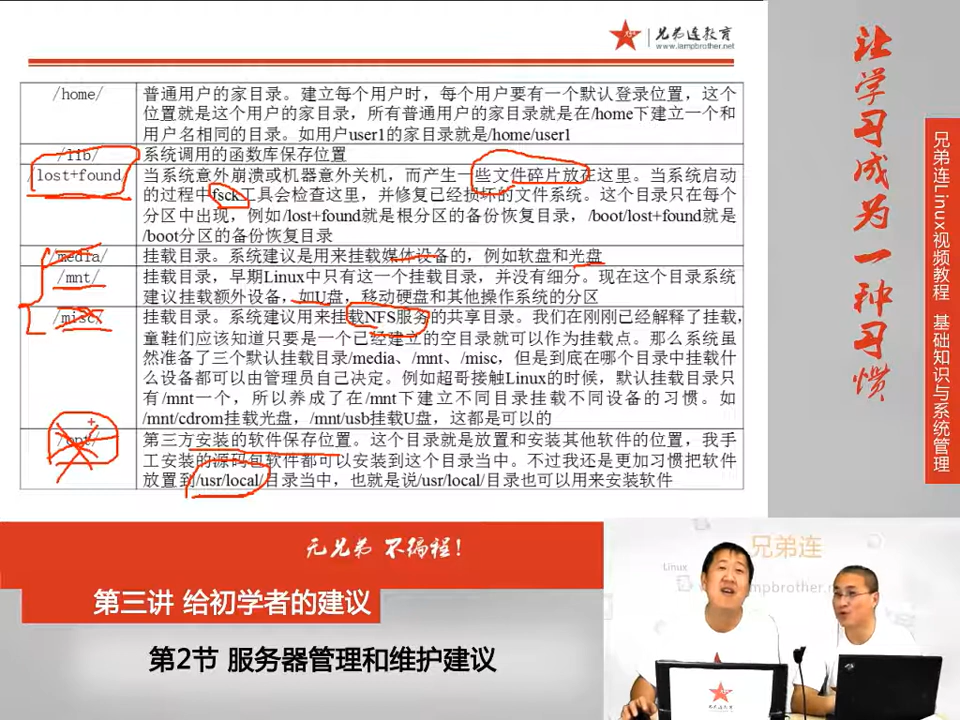 兄弟连教育
www.lampbrother.net
/home/
普通用户的家目录。建立每个用户时，每个用户要有一个默认登录位置，这个
位置就是这个用户的家目录，所有普通用户的家目录就是在/home下建立一个和
用户名相同的目录。如用户user1的家目录就是/home/user1
/lib/
系统调用的函数库保存位置
/lost+found/
当系统意外崩溃或机器意外关机，而产生一些文件碎片放在这里。当系统启动
的过程中fsck工具会检查这里，并修复已经损坏的文件系统。这个目录只在每个
分区中出现，例如/lost+found就是根分区的备份恢复目录，/boot/lost+found就是
/boot分区的备份恢复目录
/media/
挂载目录。系统建议是用来挂载媒体设备的，例如软盘和光盘
/mnt/
挂载目录，早期Linux中只有这一个挂载目录，并没有细分。现在这个目录系统
建议挂载额外设备，如U盘，移动硬盘和其他操作系统的分区
/misc/
挂载目录。系统建议用来挂载NFS服务的共享目录。我们在刚刚已经解释了挂载，
童鞋们应该知道只要是一个已经建立的空目录就可以作为挂载点。那么系统虽
然准备了三个默认挂载目录/media、/mnt、/misc，但是到底在哪个目录中挂载什
么设备都可以由管理员自己决定。例如超哥接触Linux的时候，默认挂载目录只
有/mnt一个，所以养成了在/mnt下建立不同目录挂载不同设备的习惯。如
/mnt/cdrom挂载光盘，/mnt/usb挂载U盘，这都是可以的
/opt/
第三方安装的软件保存位置。这个目录就是放置和安装其他软件的位置，我手
工安装的源码包软件都可以安装到这个目录当中。不过我还是更加习惯把软件
放置到/usr/local/目录当中，也就是说/usr/local/目录也可以用来安装软件
让学习成为一种习惯
兄弟连Linux视频教程 基础知识与系统管理
无兄弟 不编程！
第三讲 给初学者的建议
第2节 服务器管理和维护建议
兄弟连
Linux
mpbrother.net